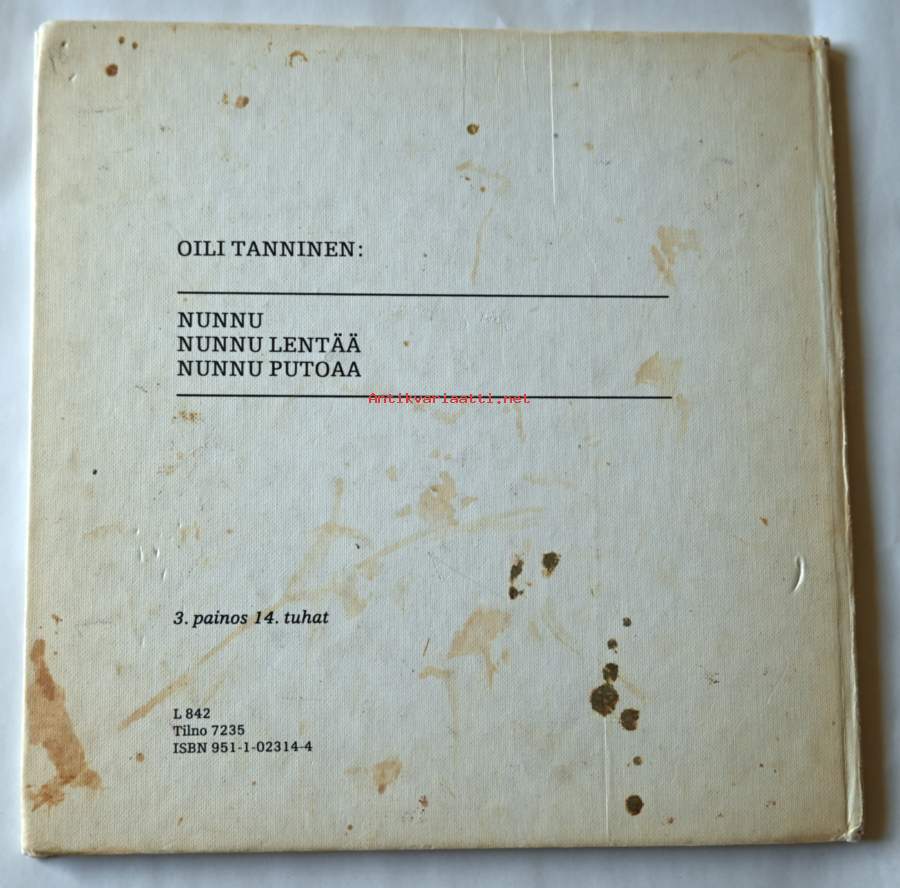 OILI TANNINEN:
NUNNU
NUNNU LENTÄÄ
NUNNU PUTOAA
Antikvariaatti.net
3. painos 14. tuhat
L 842
Tilno 7235
ISBN 951-1-02314-4